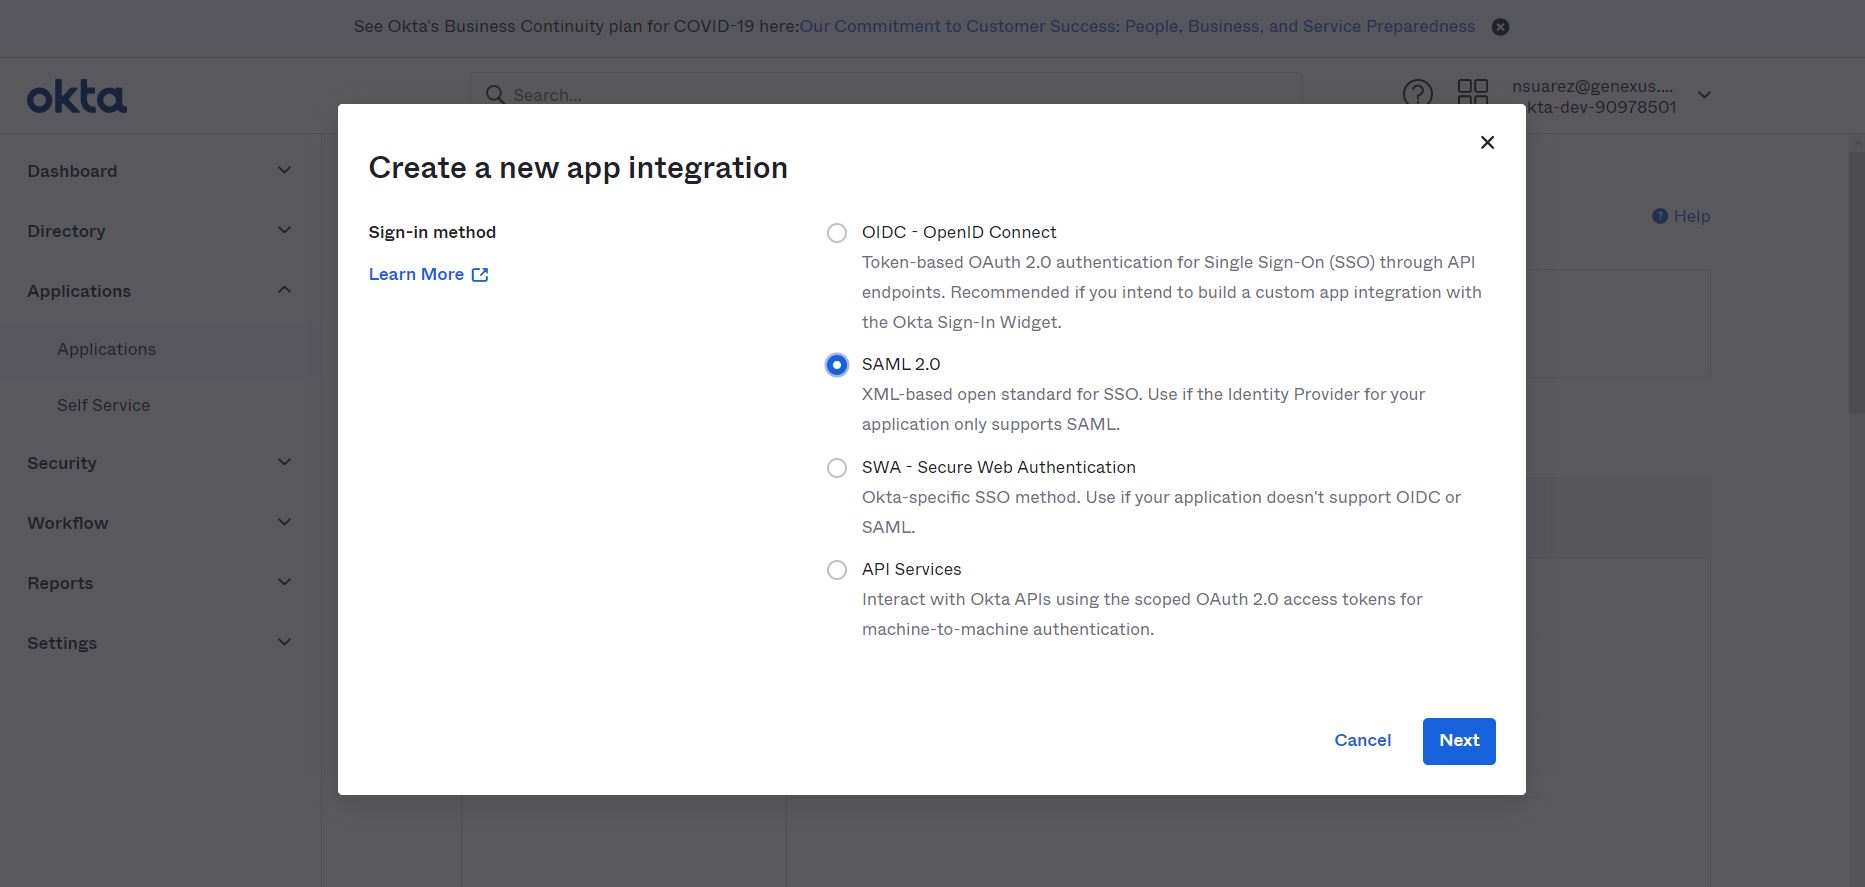 See Okta's Business Continuity plan for COVID-19 here:Our Commitment to Customer Success: People, Business, and Service Preparedness
okta
Search...
nsuarez@genexus....
kta-dev-90978501
Dashboard
Directory
Applications
Applications
Self Service
Security
Workflow
Reports
Settings
Help
Create a new app integration
Sign-in method
Learn More
OIDC - OpenID Connect
Token-based OAuth 2.0 authentication for Single Sign-On (SSO) through API
endpoints. Recommended if you intend to build a custom app integration with
the Okta Sign-In Widget.
SAML 2.0
XML-based open standard for SSO. Use if the Identity Provider for your
application only supports SAML.
SWA - Secure Web Authentication
Okta-specific SSO method. Use if your application doesn't support OIDC or
SAML.
API Services
Interact with Okta APIs using the scoped OAuth 2.0 access tokens for
machine-to-machine authentication.
Cancel
Next